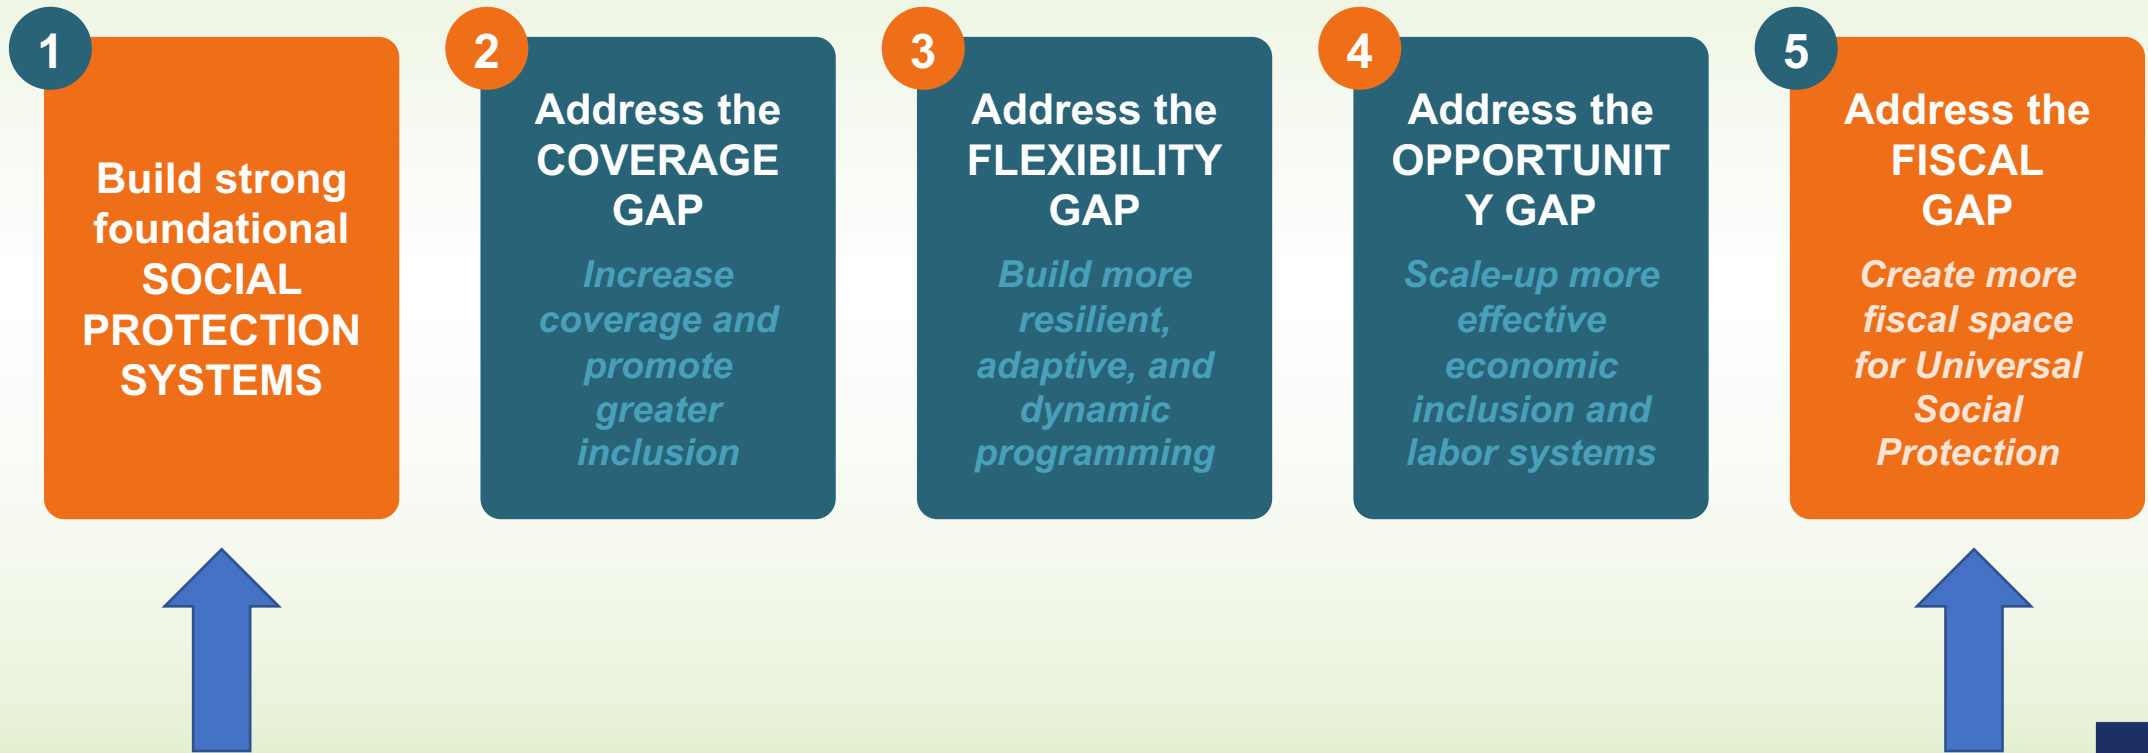 1
Build strong
foundational
SOCIAL
PROTECTION
SYSTEMS
2
Address the
COVERAGE
GAP
Increase
coverage and
promote
greater
inclusion
3
Address the
FLEXIBILITY
GAP
Build more
resilient,
adaptive, and
dynamic
programming
4
Address the
OPPORTUNIT
Y GAP
Scale-up more
effective
economic
inclusion and
labor systems
5
Address the
FISCAL
GAP
Create more
fiscal space
for Universal
Social
Protection